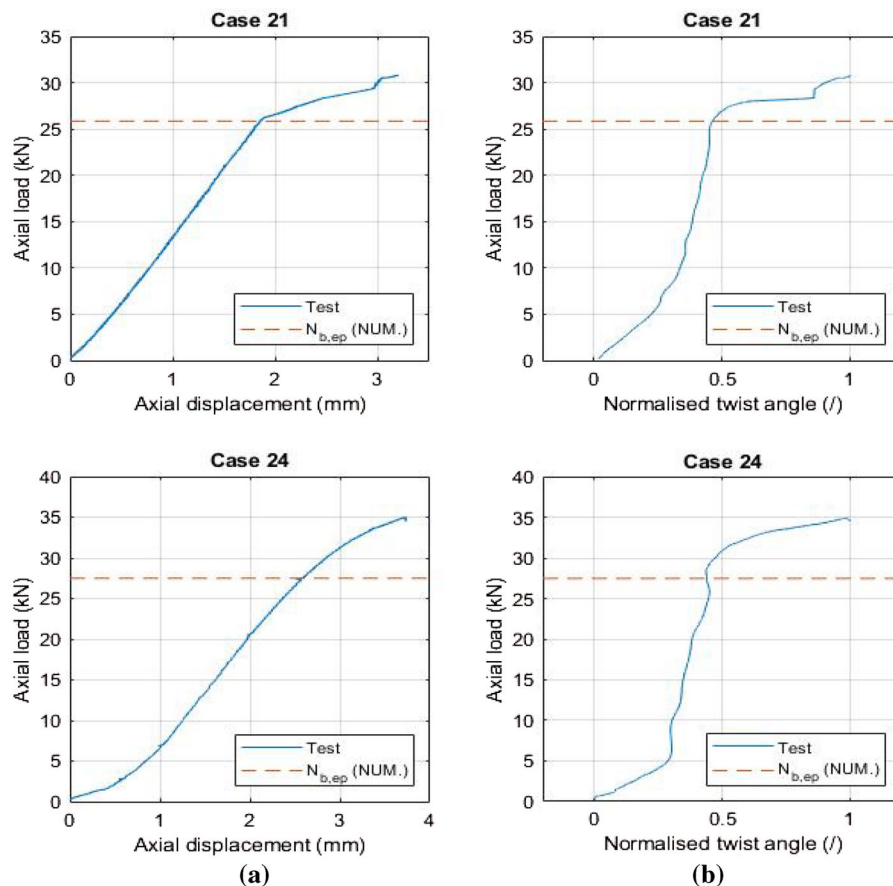 Case 21
35
30
25
20
15
10
5
0
Axial load (kN)
Test
N_b,ep (NUM.)
0 1 2 3
Axial displacement (mm)
Case 21
35
30
25
20
15
10
5
0
Axial load (kN)
Test
N_b,ep (NUM.)
0 0.5 1
Normalised twist angle (/)
Case 24
40
35
30
25
20
15
10
5
0
Axial load (kN)
Test
N_b,ep (NUM.)
0 1 2 3 4
Axial displacement (mm)
(a)
Case 24
40
35
30
25
20
15
10
5
0
Axial load (kN)
Test
N_b,ep (NUM.)
0 0.5 1
Normalised twist angle (/)
(b)